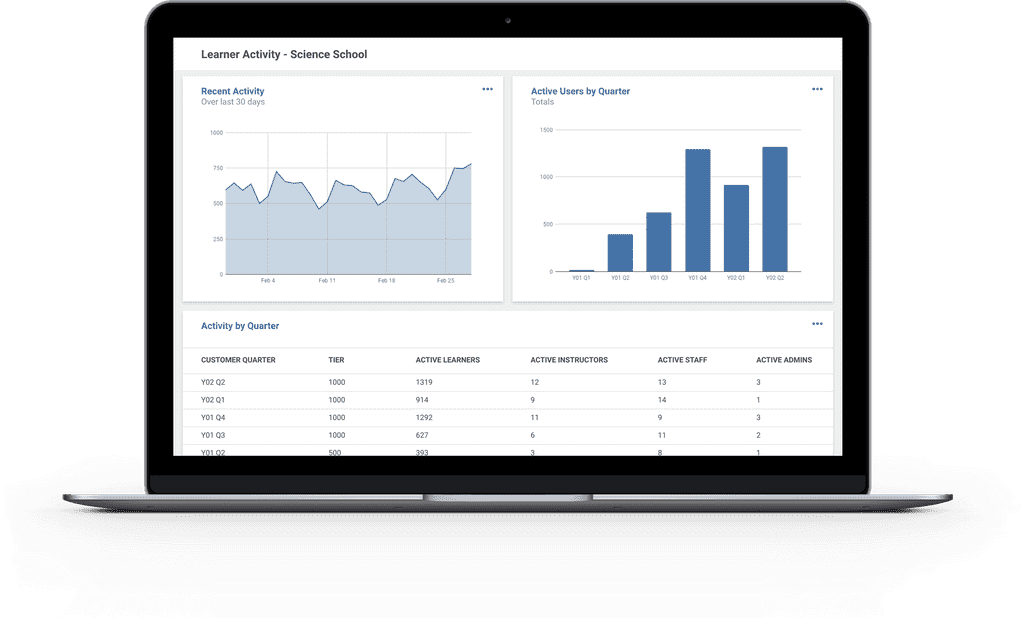 Learner Activity - Science School
Recent Activity
Over last 30 days
1000
750
500
250
0
Feb 4
Feb 11
Feb 18
Feb 25
Active Users by Quarter
Totals
1500
1000
500
0
Y01 Q1
Y01 Q2
Y01 Q3
Y01 Q4
Y02 Q1
Y02 Q2
Activity by Quarter
CUSTOMER QUARTER TIER ACTIVE LEARNERS ACTIVE INSTRUCTORS ACTIVE STAFF ACTIVE ADMINS
Y02 Q2 1000 1319 12 13 3
Y02 Q1 1000 914 9 14 1
Y01 Q4 1000 1292 11 9 3
Y01 Q3 1000 627 6 11 2
Y01 Q2 500 393 3 8 1